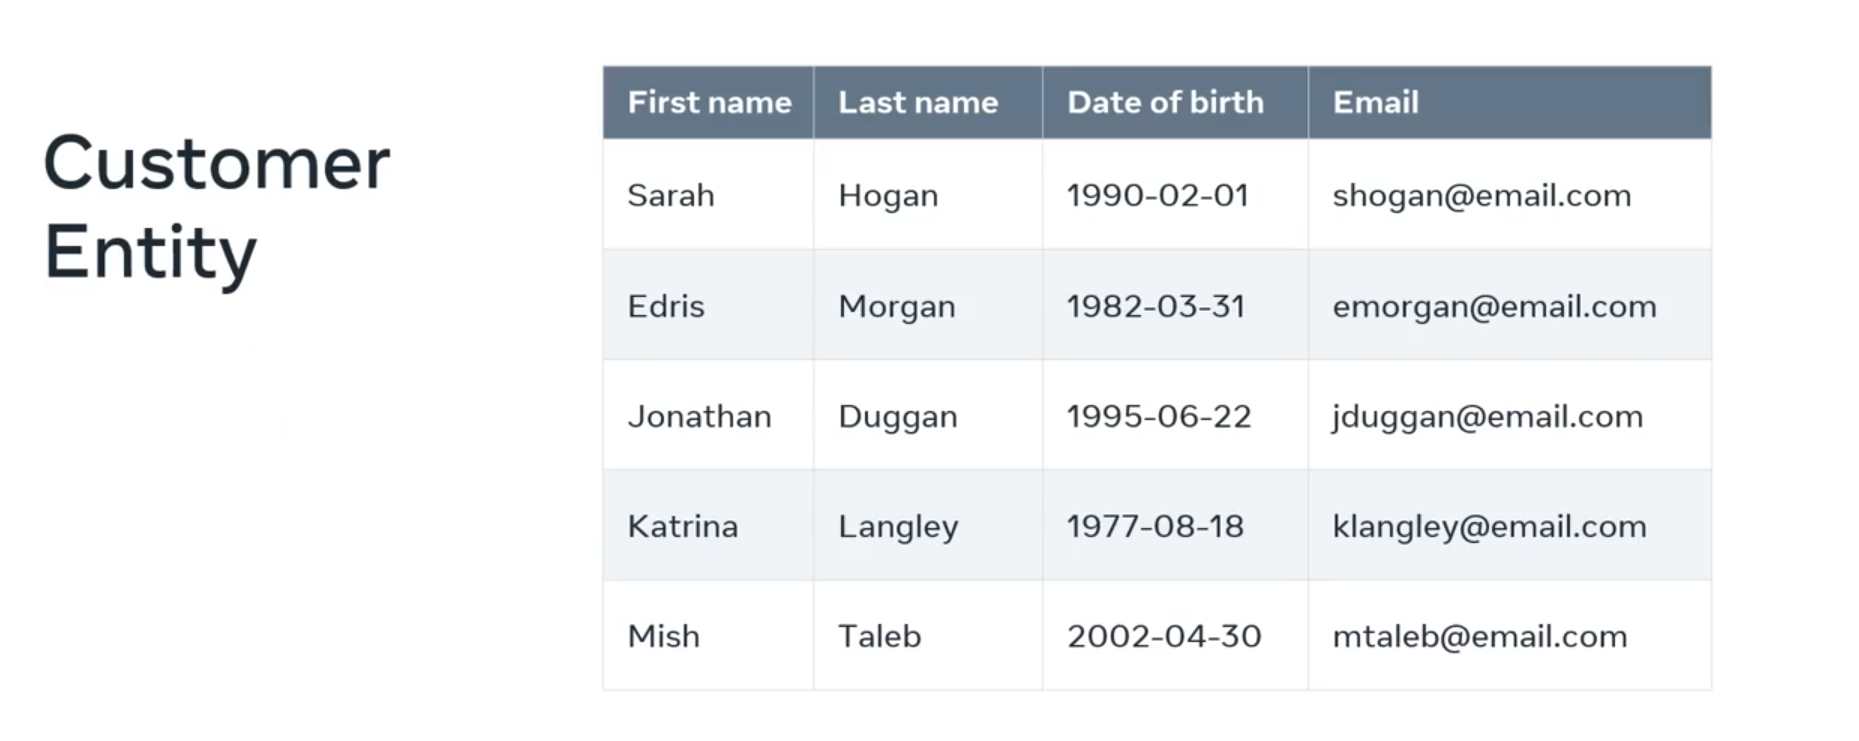 Customer
Entity
First name Last name Date of birth Email
Sarah Hogan 1990-02-01 shogan@email.com
Edris Morgan 1982-03-31 emorgan@email.com
Jonathan Duggan 1995-06-22 jduggan@email.com
Katrina Langley 1977-08-18 klangley@email.com
Mish Taleb 2002-04-30 mtaleb@email.com